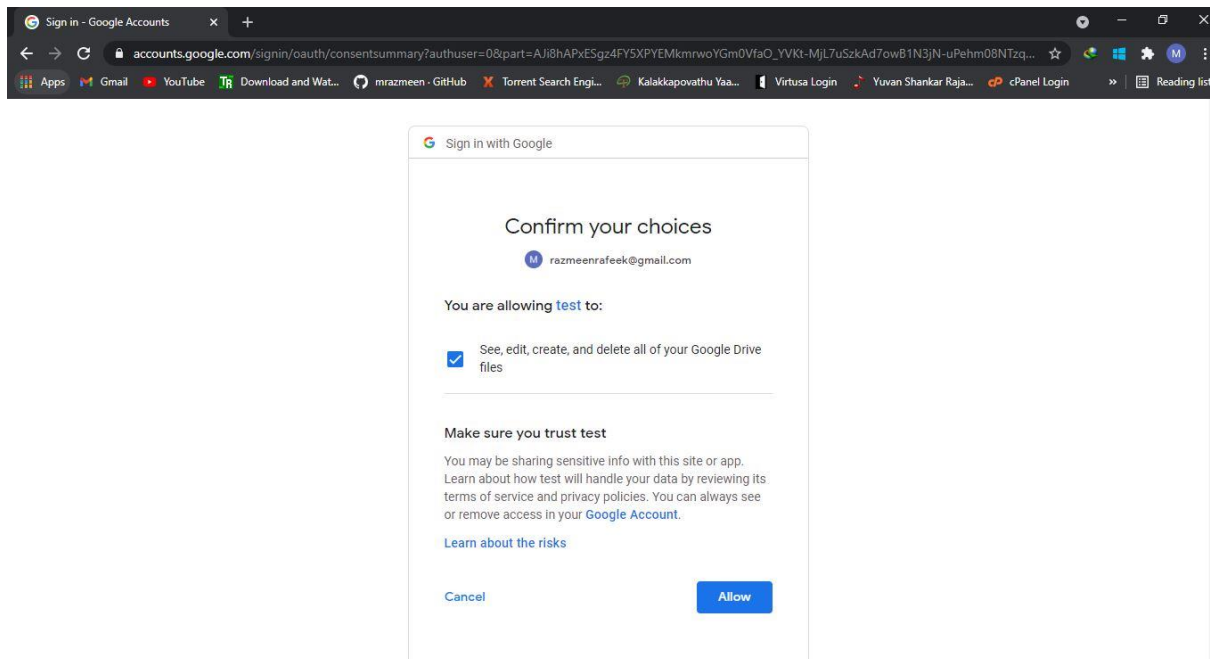 Sign in - Google Accounts
accounts.google.com/signin/oauth/consentsummary?authuser=0&part=AJi8hAPxESgz4FY5XPYEMkmrwoYGm0VfaO_YVKt-MjL7uSzkAd7owB1N3jN-uPehm08NTzq...
M
Apps Gmail YouTube TR Download and Wat... mrazmeen · GitHub X Torrent Search Engi... Kalakkapovathu Yaa... Virtusa Login Yuvan Shankar Raja... cP cPanel Login » Reading list
G Sign in with Google
Confirm your choices
M razmeenrafeek@gmail.com
You are allowing test to:
See, edit, create, and delete all of your Google Drive
files
Make sure you trust test
You may be sharing sensitive info with this site or app.
Learn about how test will handle your data by reviewing its
terms of service and privacy policies. You can always see
or remove access in your Google Account.
Learn about the risks
Cancel Allow